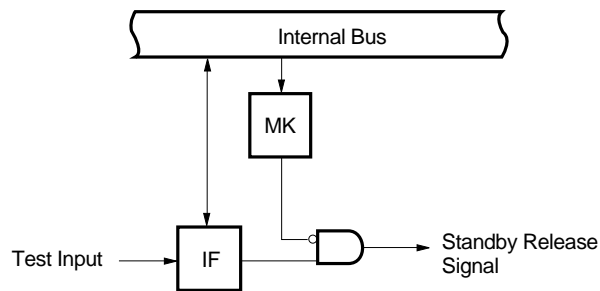 Internal Bus
MK
Test Input
IF
Standby Release
Signal